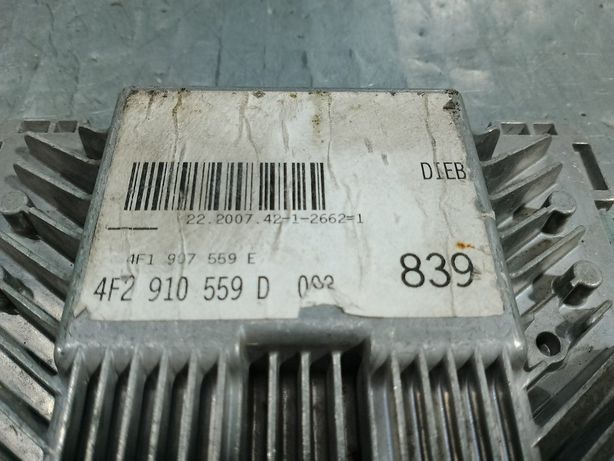 DIEB
22.2007.42-1-2662=1
4F1 907 559 E
4F2 910 559 D
839